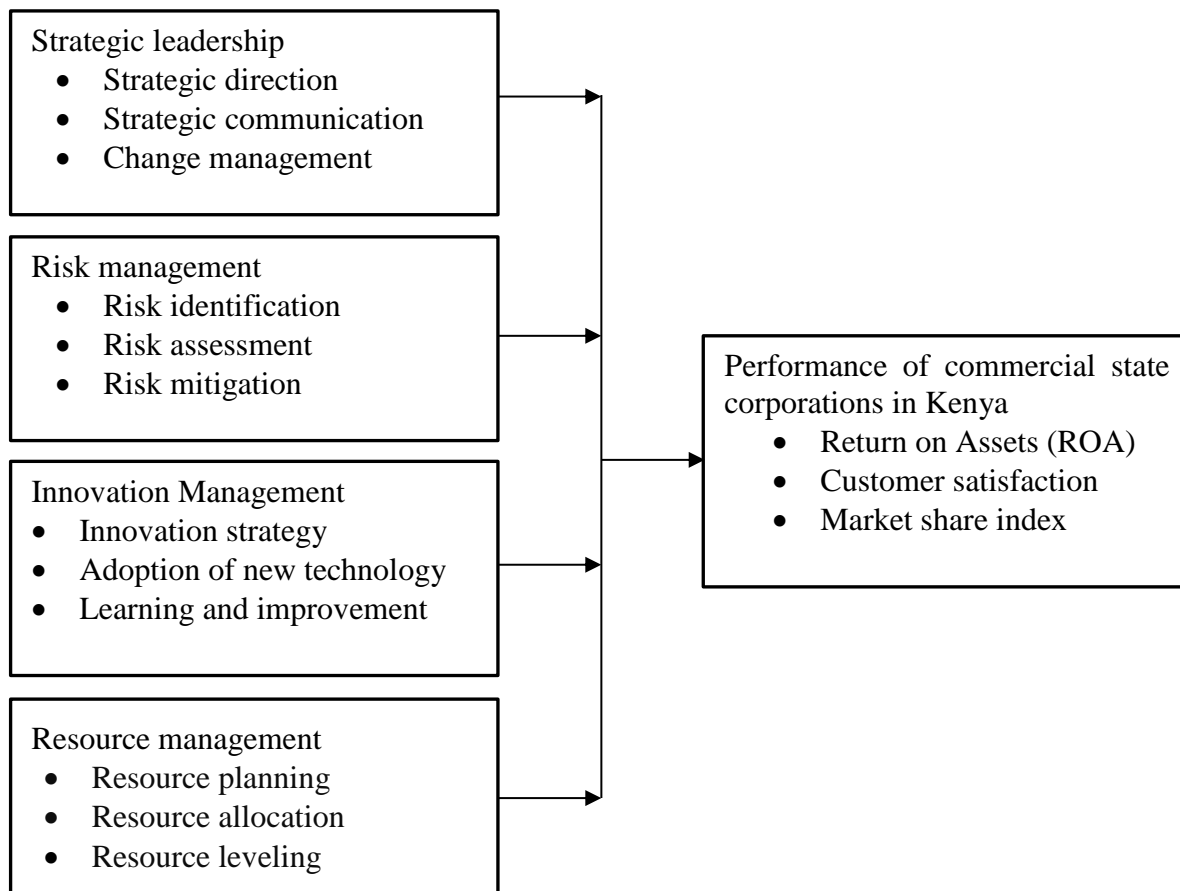 Strategic leadership
• Strategic direction
• Strategic communication
• Change management
Risk management
• Risk identification
• Risk assessment
• Risk mitigation
Innovation Management
• Innovation strategy
• Adoption of new technology
• Learning and improvement
Resource management
• Resource planning
• Resource allocation
• Resource leveling
Performance of commercial state
corporations in Kenya
• Return on Assets (ROA)
• Customer satisfaction
• Market share index